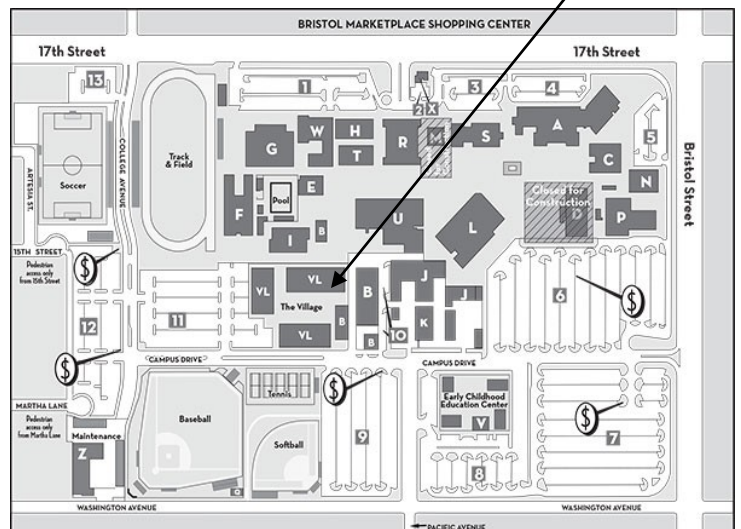 BRISTOL MARKETPLACE SHOPPING CENTER
17th Street
17th Street
13
1
2 X
3
4
5
COLLEGE AVENUE
Track
& Field
Soccer
ARTESIA ST.
G
W
H
T
R
M
S
A
C
N
Bristol Street
Closed for
Construction
D
P
F
Pool
E
I
B
U
L
15TH STREET
Pedestrian
access only
from 15th Street
$
$
12
11
VL
VL
The Village
VL
B
B
B
10
J
J
K
6
$
CAMPUS DRIVE
CAMPUS DRIVE
MARTHA LANE
Pedestrian
access only
from Martha Lane
Maintenance
Z
Baseball
Tennis
Softball
$
9
Early Childhood
Education Center
V
8
$
7
WASHINGTON AVENUE
WASHINGTON AVENUE
PACIFIC AVENUE